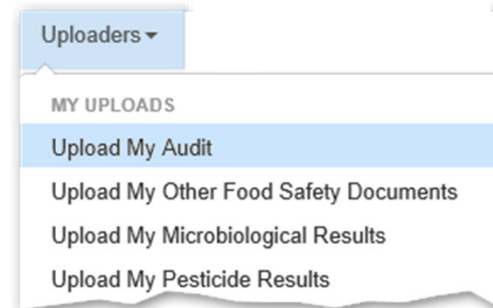 Uploaders
MY UPLOADS
Upload My Audit
Upload My Other Food Safety Documents
Upload My Microbiological Results
Upload My Pesticide Results